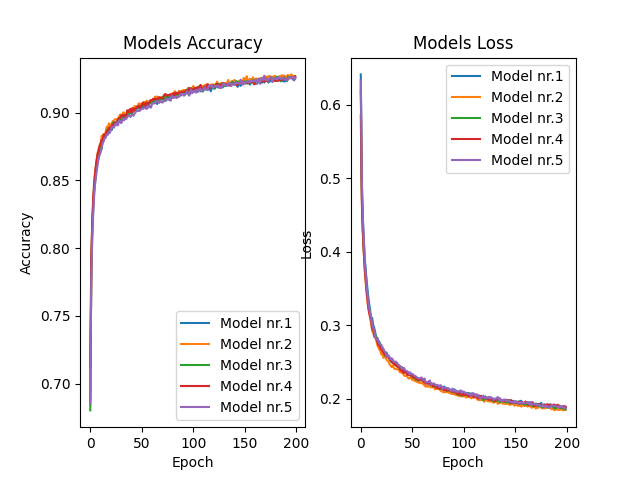 Models Accuracy
Accuracy
0.90
0.85
0.80
0.75
0.70
Model nr.1
Model nr.2
Model nr.3
Model nr.4
Model nr.5
0
50
100
150
200
Epoch
Models Loss
Loss
0.6
0.5
0.4
0.3
0.2
Model nr.1
Model nr.2
Model nr.3
Model nr.4
Model nr.5
0
50
100
150
200
Epoch